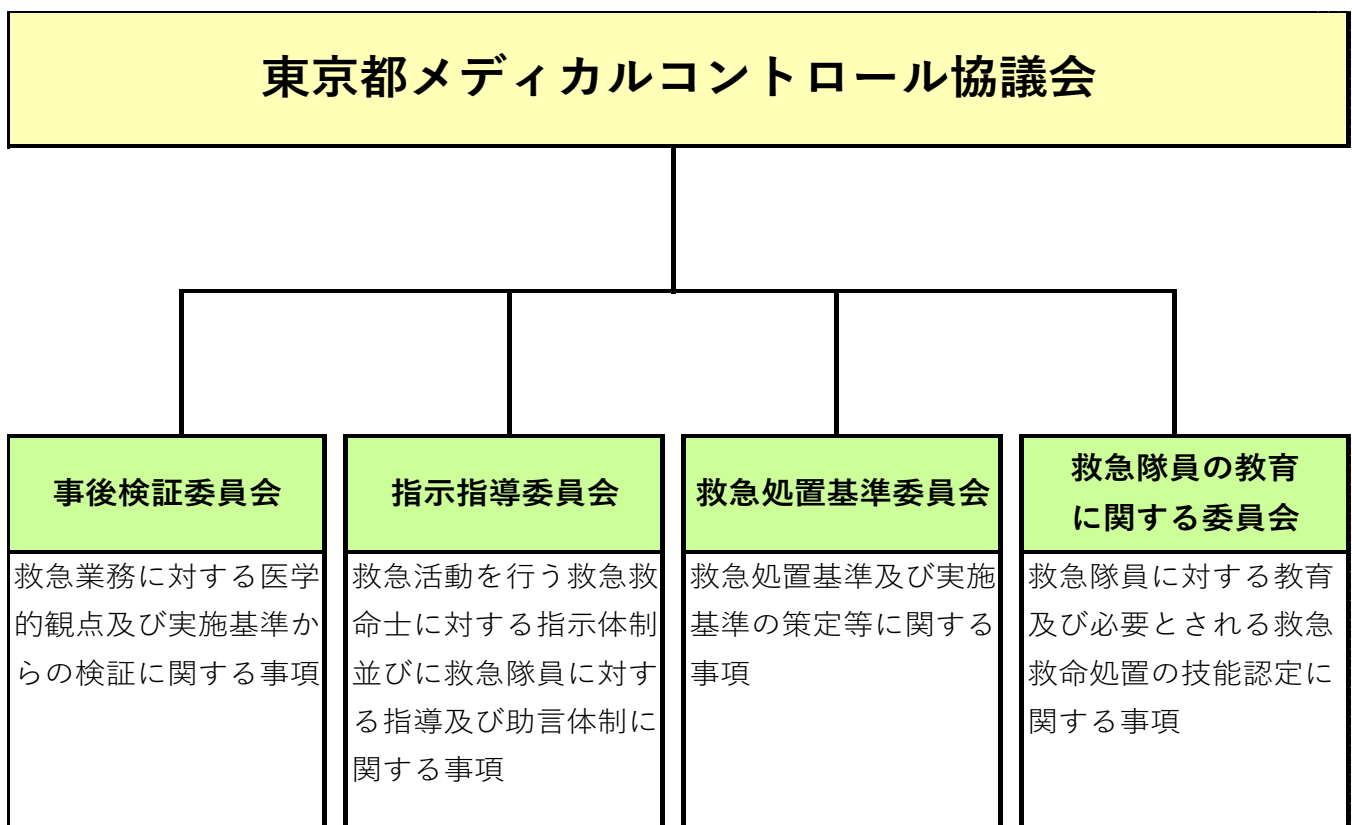 東京都メディカルコントロール協議会
事後検証委員会
救急業務に対する医学
的観点及び実施基準か
らの検証に関する事項
指示指導委員会
救急活動を行う救急救
命士に対する指示体制
並びに救急隊員に対す
る指導及び助言体制に
関する事項
救急処置基準委員会
救急処置基準及び実施
基準の策定等に関する
事項
救急隊員の教育
に関する委員会
救急隊員に対する教育
及び必要とされる救急
救命処置の技能認定に
関する事項